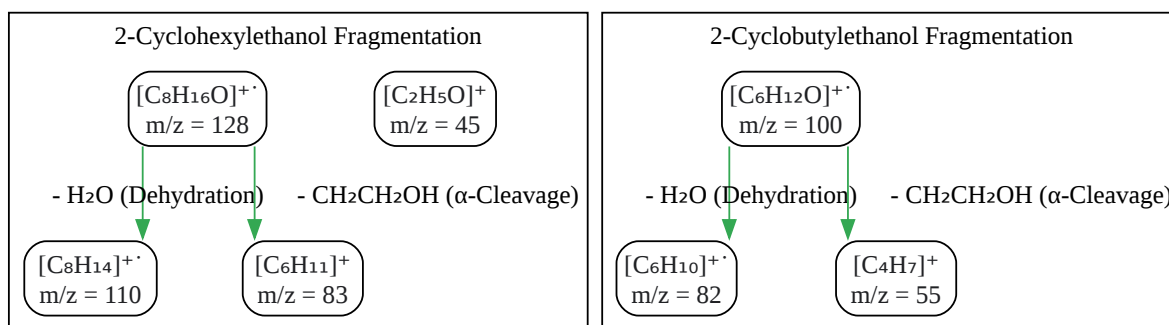 2-Cyclohexylethanol Fragmentation
[C₈H₁₆O]⁺˙
m/z = 128
[C₂H₅O]⁺
m/z = 45
- H₂O (Dehydration)
- CH₂CH₂OH (α-Cleavage)
[C₈H₁₄]⁺˙
m/z = 110
[C₆H₁₁]⁺
m/z = 83
2-Cyclobutylethanol Fragmentation
[C₆H₁₂O]⁺˙
m/z = 100
- H₂O (Dehydration)
- CH₂CH₂OH (α-Cleavage)
[C₆H₁₀]⁺˙
m/z = 82
[C₄H₇]⁺
m/z = 55